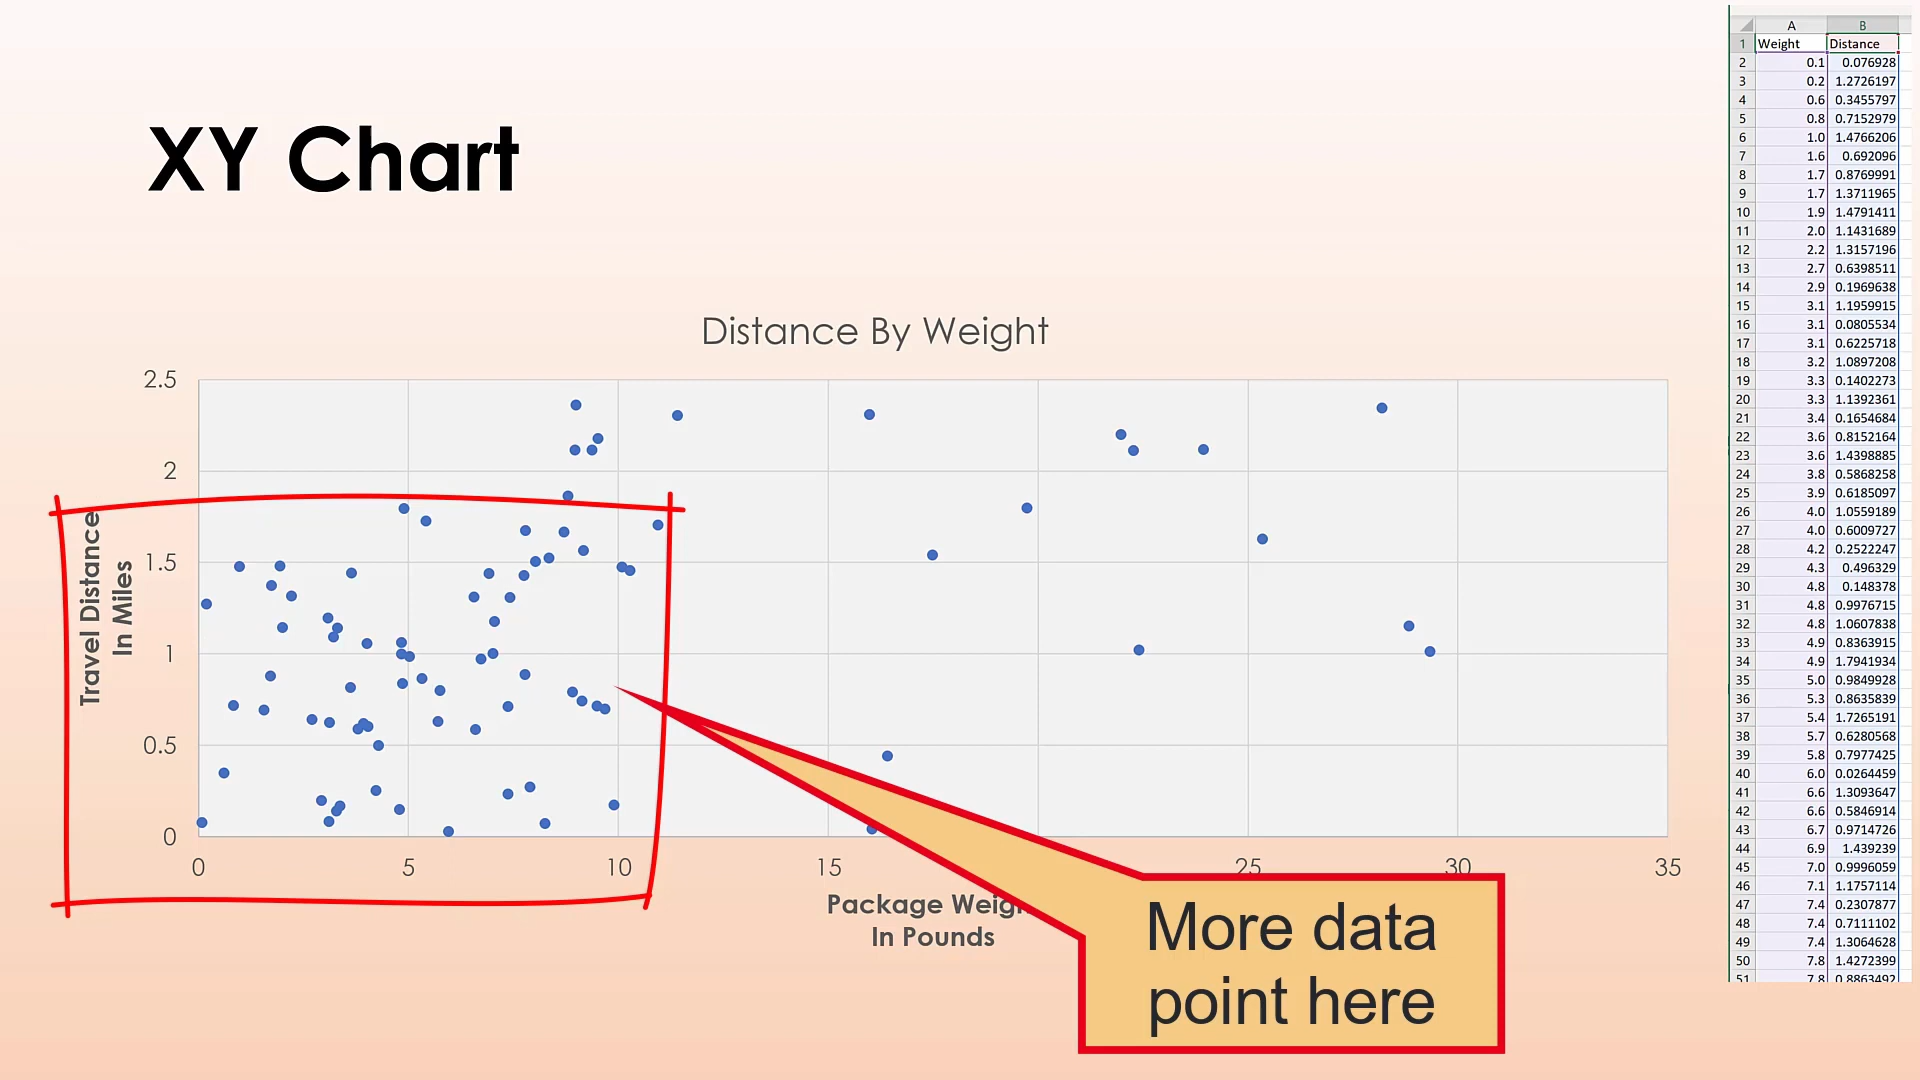 XY Chart
Distance By Weight
2.5
2
1.5
1
0.5
0
Travel Distance
In Miles
0 5 10 15 25 30 35
Package
In Pounds
More data
point here
A B
1 Weight Distance
2 0.1 0.076928
3 0.2 1.2726197
4 0.6 0.3455797
5 0.8 0.7152979
6 1.0 1.4766206
7 1.6 0.692096
8 1.7 0.8769991
9 1.7 1.3711965
10 1.9 1.4791411
11 2.0 1.1431689
12 2.2 1.3157196
13 2.7 0.6398511
14 2.9 0.1969638
15 3.1 1.1959915
16 3.1 0.0805534
17 3.1 0.6225718
18 3.2 1.0897208
19 3.3 0.1402273
20 3.3 1.1392361
21 3.4 0.1654684
22 3.6 0.8152164
23 3.6 1.4398885
24 3.8 0.5868258
25 3.9 0.6185097
26 4.0 1.0559189
27 4.0 0.6009727
28 4.2 0.2522247
29 4.3 0.496329
30 4.8 0.148378
31 4.8 0.9976715
32 4.8 1.0607838
33 4.9 0.8363915
34 4.9 1.7941934
35 5.0 0.9849928
36 5.3 0.8635839
37 5.4 1.7265191
38 5.7 0.6280568
39 5.8 0.7977425
40 6.0 0.0264459
41 6.6 1.3093647
42 6.6 0.5846914
43 6.7 0.9714726
44 6.9 1.439239
45 7.0 0.9996059
46 7.1 1.1757114
47 7.4 0.2307877
48 7.4 0.7111102
49 7.4 1.3064628
50 7.8 1.4272399
51 7.8 0.8863492